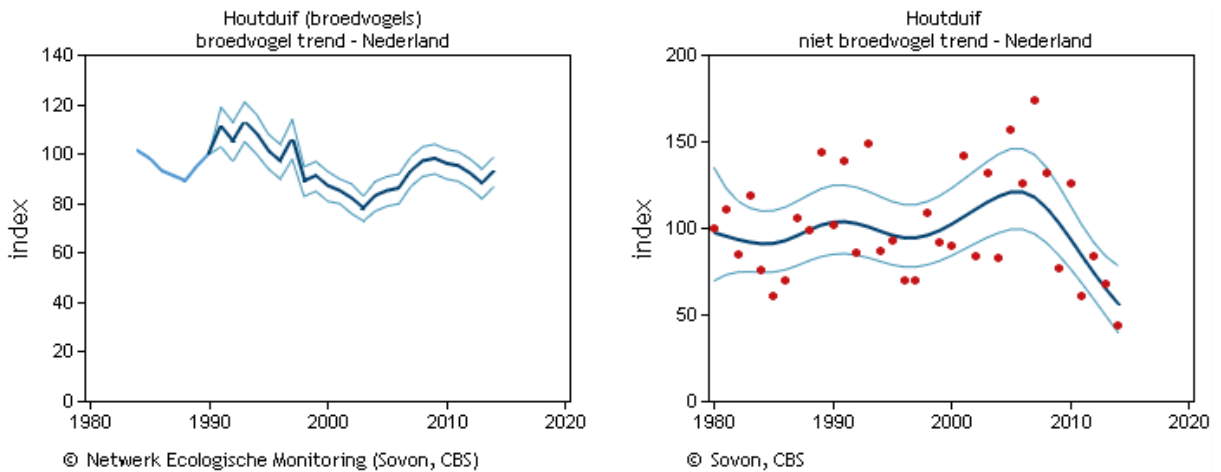 Houtduif (broedvogels)
broedvogel trend - Nederland
140
120
100
80
60
40
20
0
index
1980
1990
2000
2010
2020
© Netwerk Ecologische Monitoring (Sovon, CBS)
Houtduif
niet broedvogel trend - Nederland
200
150
100
50
0
index
1980
1990
2000
2010
2020
© Sovon, CBS